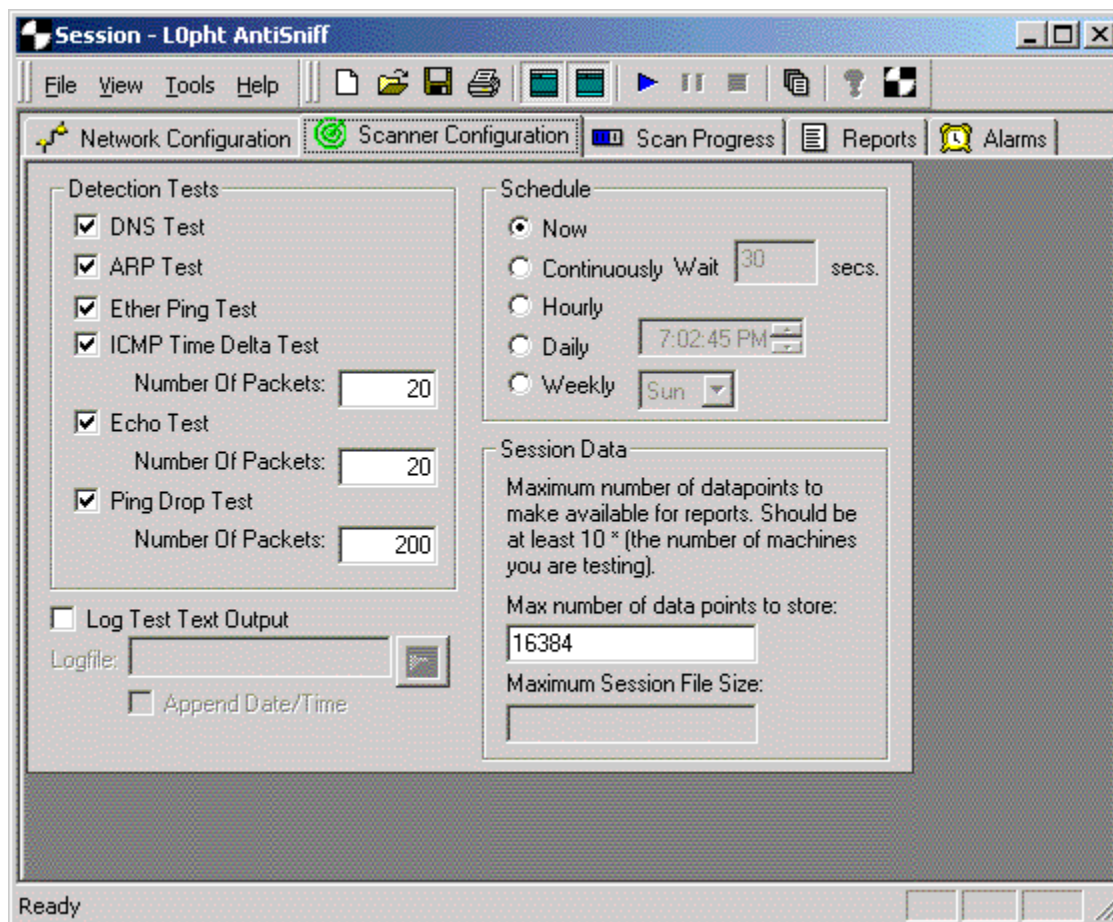 Session - L0pht AntiSniff
File View Tools Help
Network Configuration Scanner Configuration Scan Progress Reports Alarms
Detection Tests
DNS Test
ARP Test
Ether Ping Test
ICMP Time Delta Test
Number Of Packets: 20
Echo Test
Number Of Packets: 20
Ping Drop Test
Number Of Packets: 200
Log Test Text Output
Logfile:
Append Date/Time
Schedule
Now
Continuously Wait 30 secs.
Hourly
Daily 7:02:45 PM
Weekly Sun
Session Data
Maximum number of datapoints to
make available for reports. Should be
at least 10 * (the number of machines
you are testing).
Max number of data points to store:
16384
Maximum Session File Size:
Ready